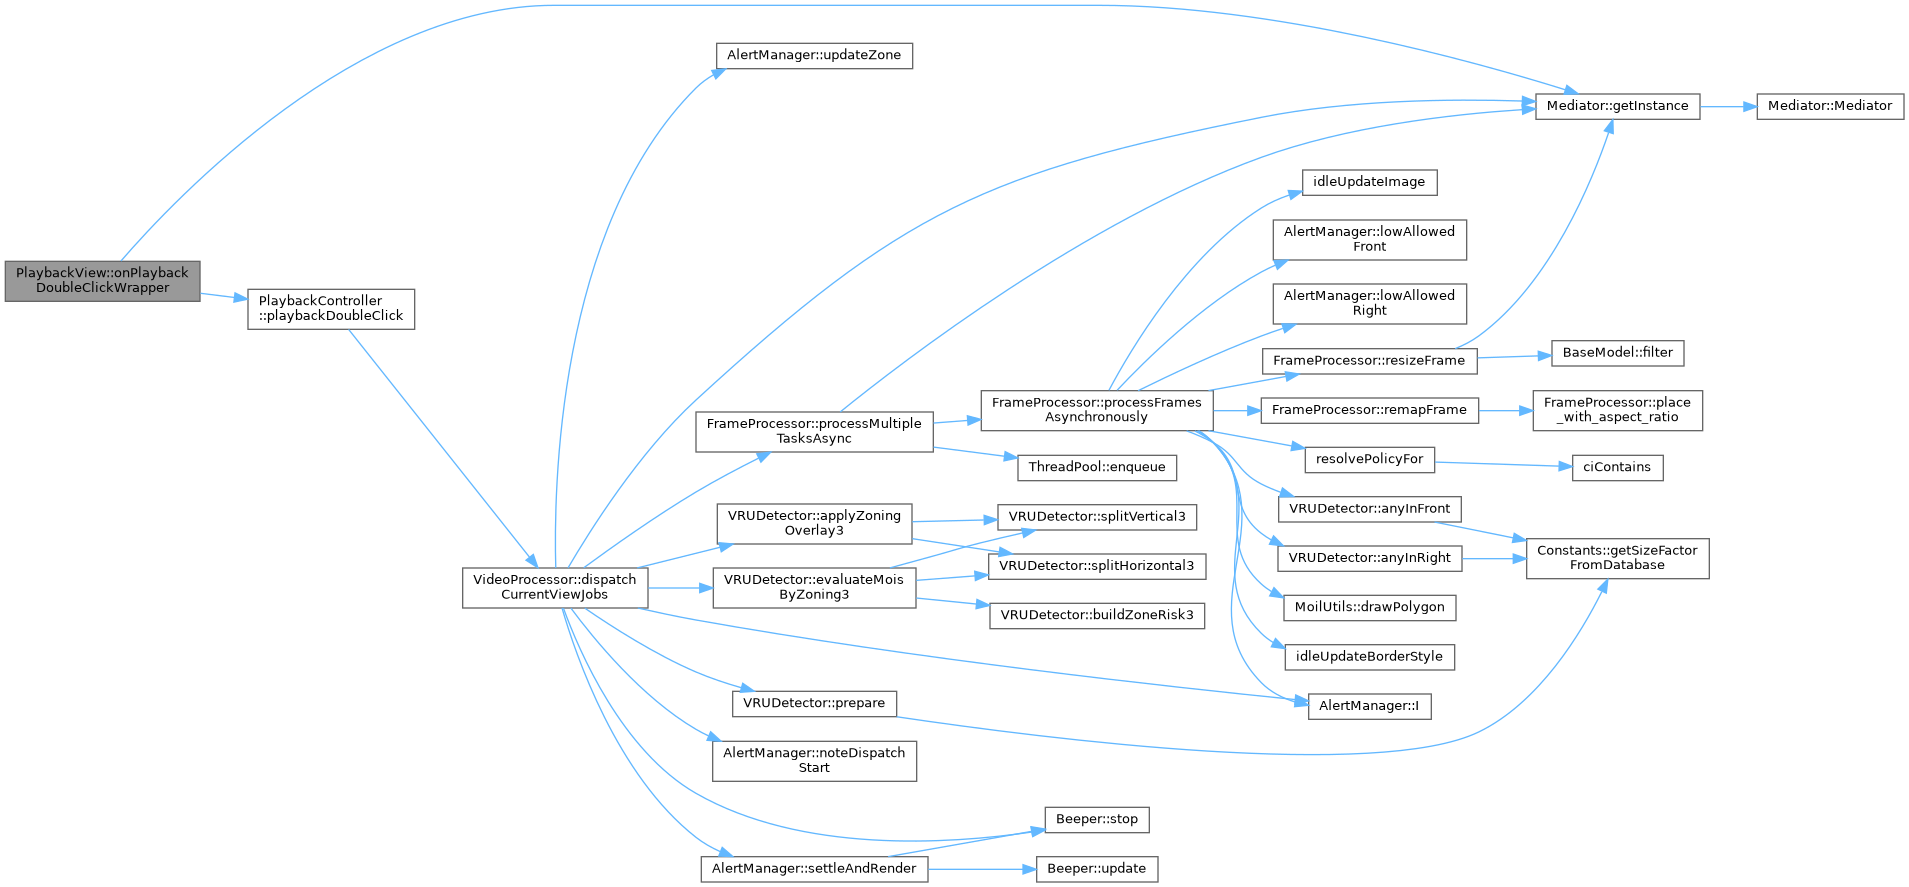 PlaybackView::onPlayback
DoubleClickWrapper
PlaybackController
::playbackDoubleClick
VideoProcessor::dispatch
CurrentViewJobs
AlertManager::updateZone
FrameProcessor::processMultiple
TasksAsync
VRUDetector::applyZoning
Overlay3
VRUDetector::evaluateMois
ByZoning3
VRUDetector::prepare
AlertManager::noteDispatch
Start
AlertManager::settleAndRender
FrameProcessor::processFrames
Asynchronously
ThreadPool::enqueue
VRUDetector::splitVertical3
VRUDetector::splitHorizontal3
VRUDetector::buildZoneRisk3
Beeper::stop
Beeper::update
idleUpdateImage
AlertManager::lowAllowed
Front
AlertManager::lowAllowed
Right
FrameProcessor::resizeFrame
FrameProcessor::remapFrame
resolvePolicyFor
VRUDetector::anyInFront
VRUDetector::anyInRight
MoilUtils::drawPolygon
idleUpdateBorderStyle
AlertManager::I
Mediator::getInstance
BaseModel::filter
FrameProcessor::place
_with_aspect_ratio
ciContains
Constants::getSizeFactor
FromDatabase
Mediator::Mediator